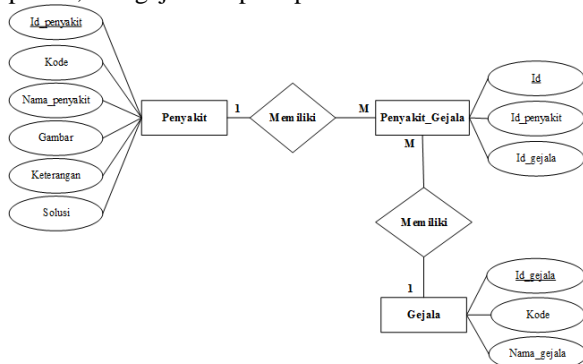 Id_penyakit
Kode
Nama_penyakit
Gambar
Keterangan
Solusi
Penyakit
1
Memiliki
M
Penyakit_Gejala
Id
Id_penyakit
Id_gejala
M
Memiliki
1
Gejala
Id_gejala
Kode
Nama_gejala